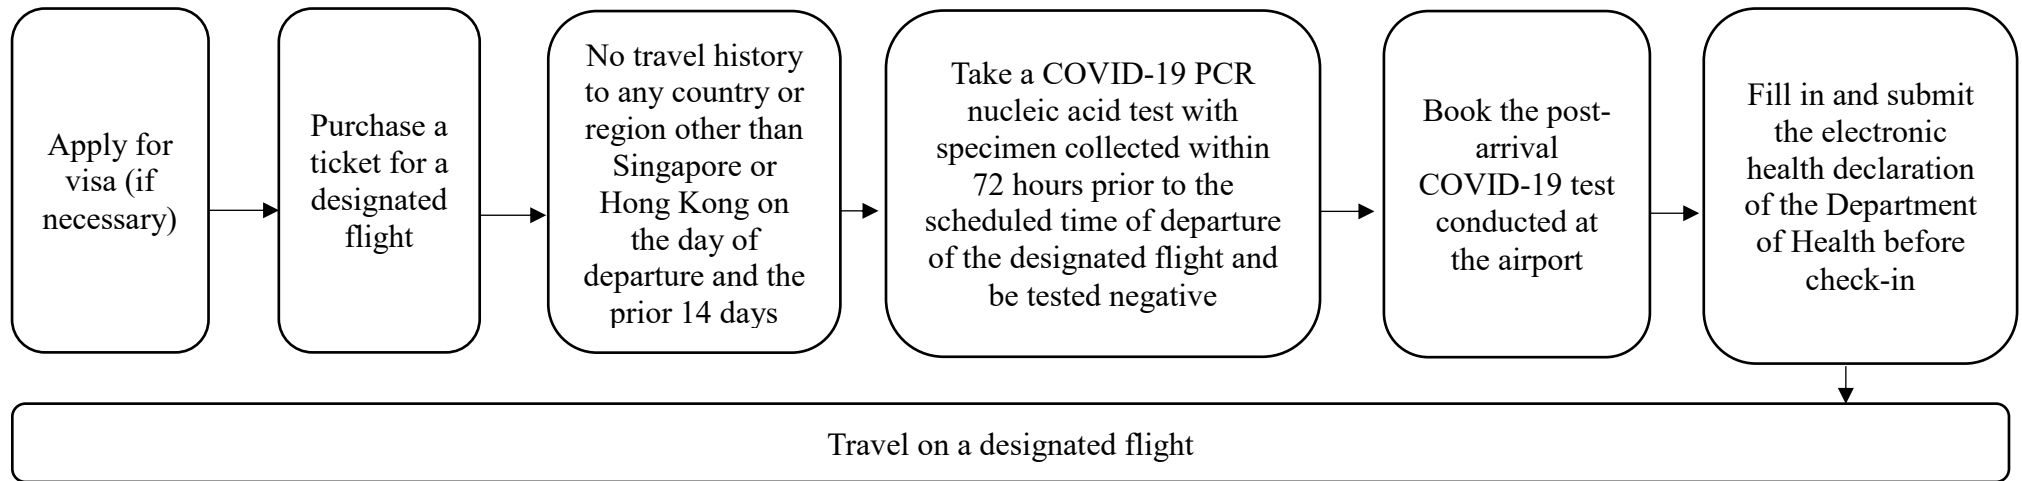 Apply for
visa (if
necessary)
Purchase a
ticket for a
designated
flight
No travel history
to any country or
region other than
Singapore or
Hong Kong on
the day of
departure and the
prior 14 days
Take a COVID-19 PCR
nucleic acid test with
specimen collected within
72 hours prior to the
scheduled time of departure
of the designated flight and
be tested negative
Book the post-
arrival
COVID-19 test
conducted at
the airport
Fill in and submit
the electronic
health declaration
of the Department
of Health before
check-in
Travel on a designated flight